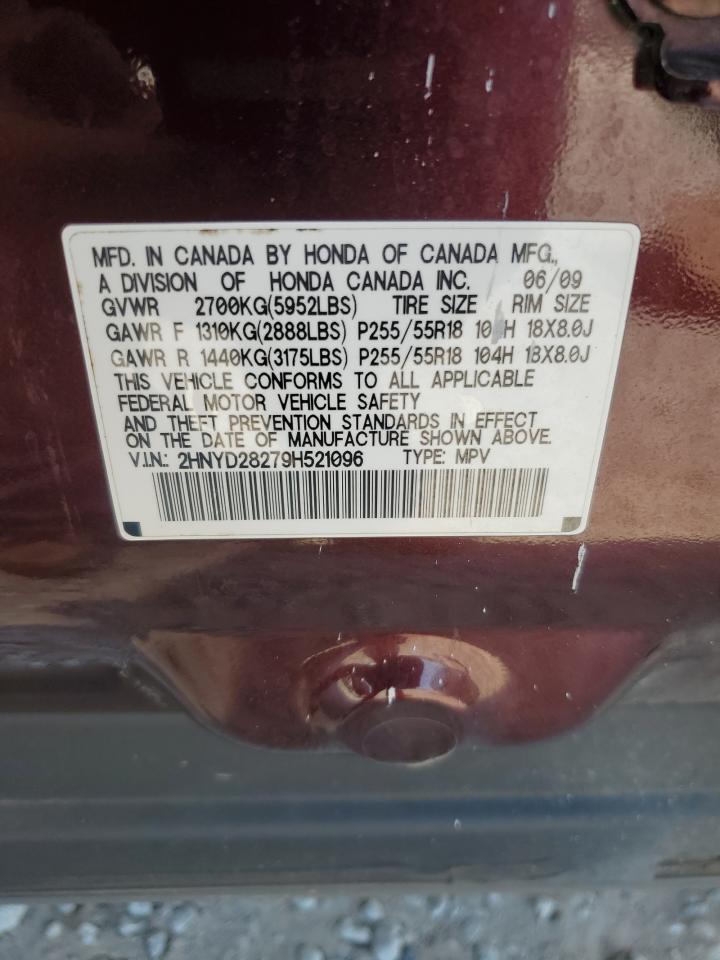 MFD. IN CANADA BY HONDA OF CANADA MFG.,
A DIVISION OF HONDA CANADA INC. 06/09
GVWR 2700KG(5952LBS) TIRE SIZE RIM SIZE
GAWR F 1310KG(2888LBS) P255/55R18 18X8.0J
GAWR R 1440KG(3175LBS) P255/55R18 104H 18X8.0J
THIS VEHICLE CONFORMS TO ALL APPLICABLE
FEDERAL MOTOR VEHICLE SAFETY
AND THEFT PREVENTION STANDARDS IN EFFECT
ON THE DATE OF MANUFACTURE SHOWN ABOVE.
V.I.N.: 2HNYD28279H521096 TYPE: MPV